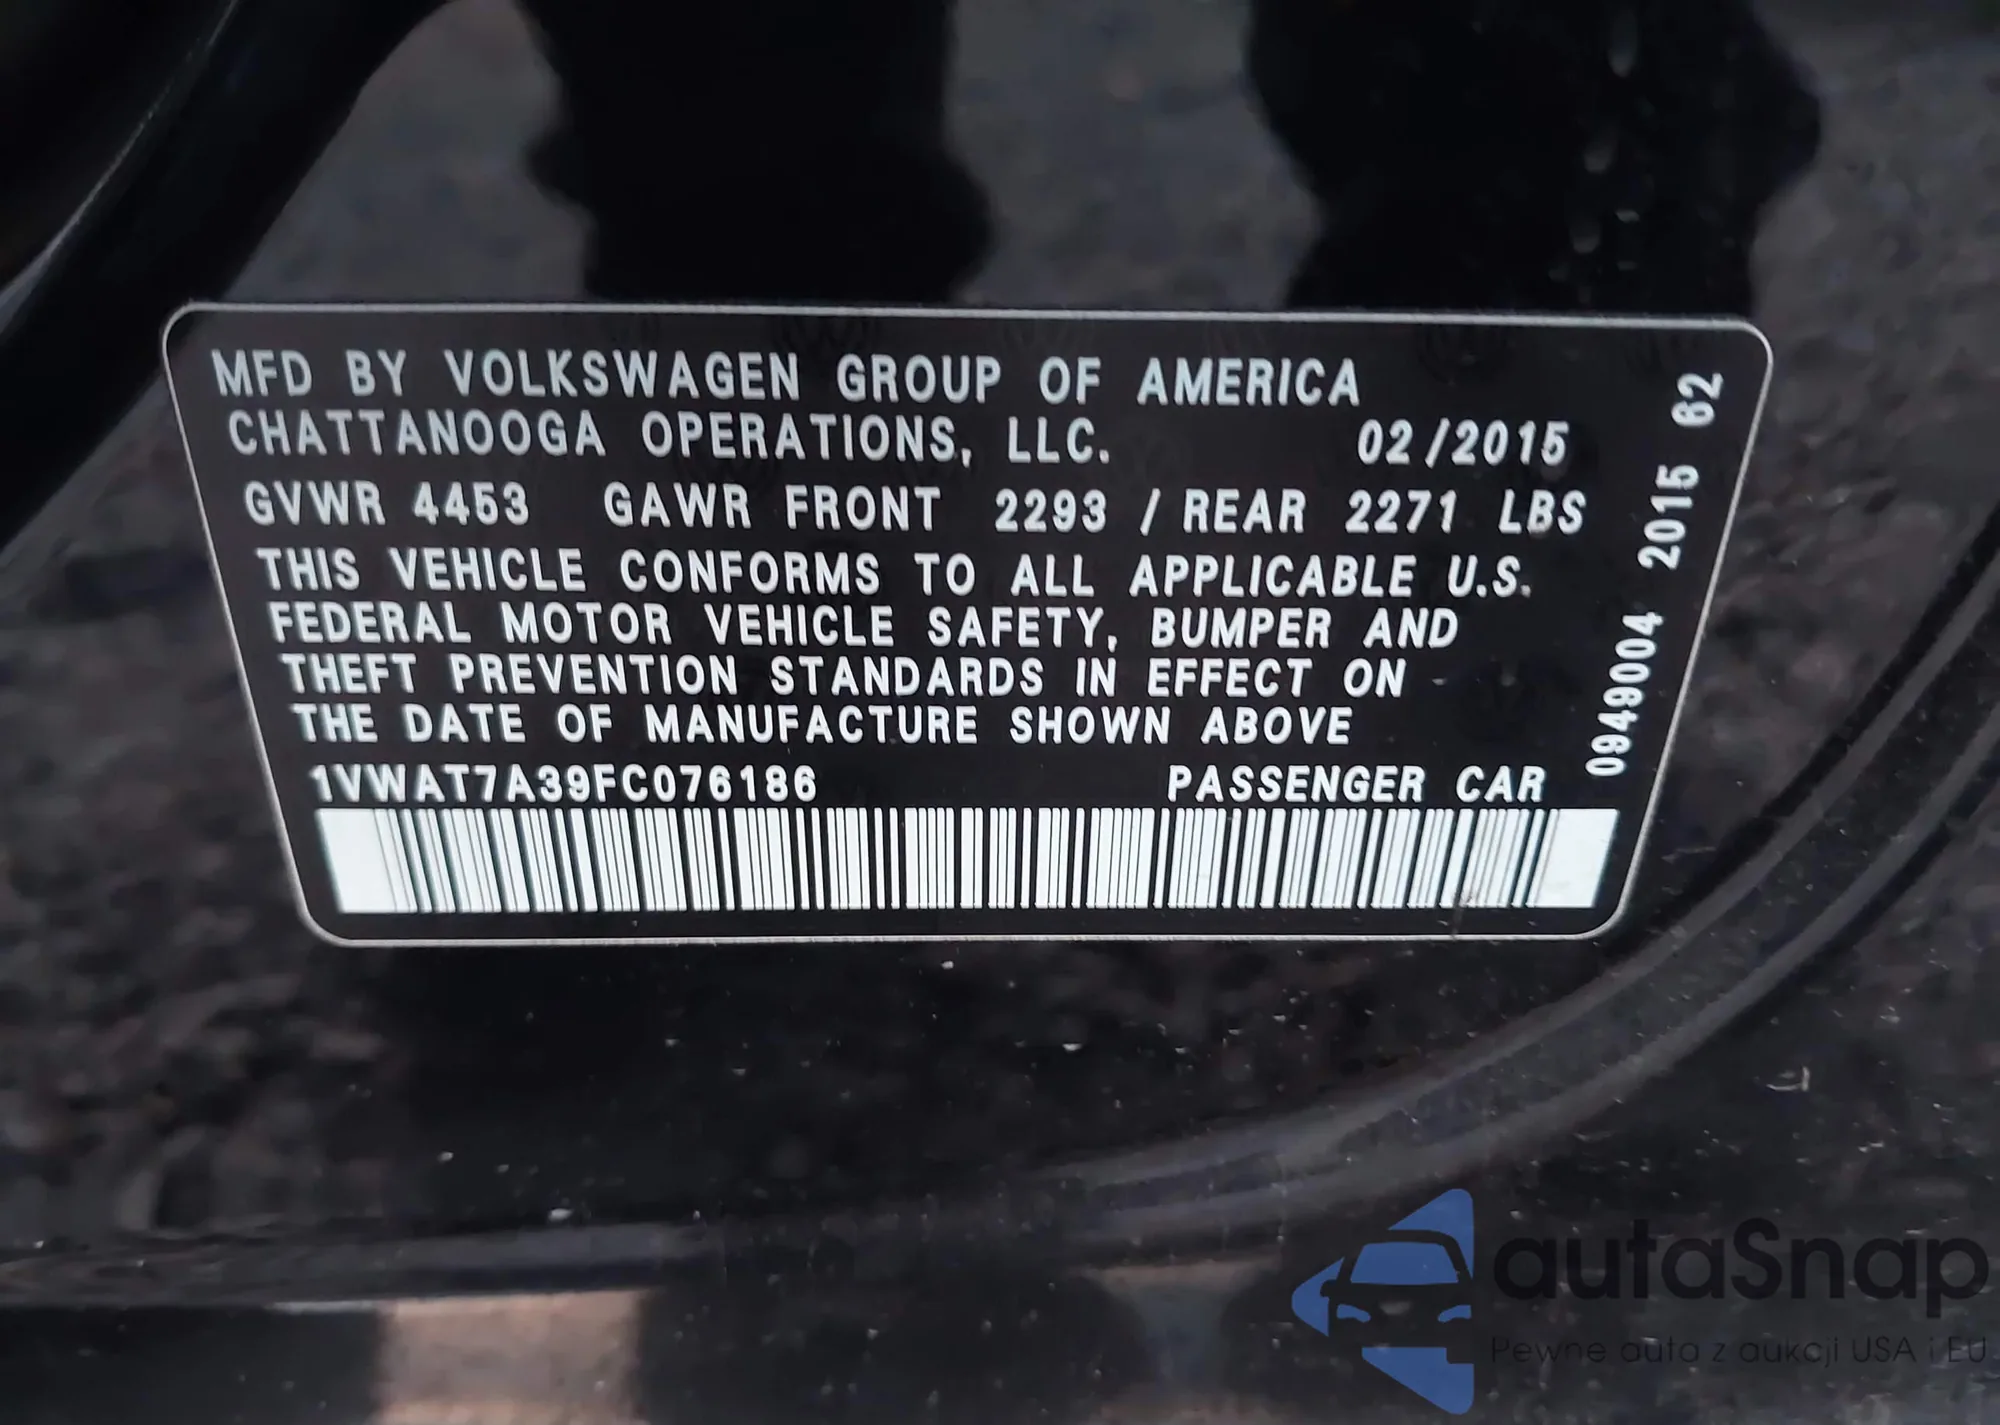 MFD BY VOLKSWAGEN GROUP OF AMERICA
CHATTANOOGA OPERATIONS, LLC. 02/2015
GVWR 4453 GAWR FRONT 2293 / REAR 2271 LBS
THIS VEHICLE CONFORMS TO ALL APPLICABLE U.S.
FEDERAL MOTOR VEHICLE SAFETY, BUMPER AND
THEFT PREVENTION STANDARDS IN EFFECT ON
THE DATE OF MANUFACTURE SHOWN ABOVE
1VWAT7A39FC076186 PASSENGER CAR
0949004 2015 62
autaSnap
Pewne auta z aukcji USA i EU